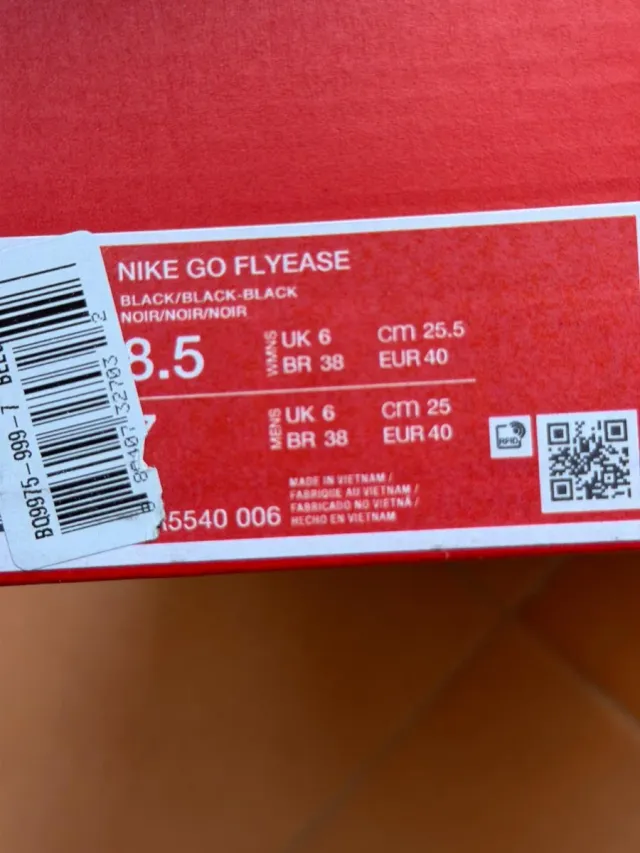 NIKE GO FLYEASE
BLACK/BLACK-BLACK
NOIR/NOIR/NOIR
8.5
WMNS
UK 6
cm 25.5
BR 38
EUR 40
MENS
UK 6
cm 25
BR 38
EUR 40
5540 006
MADE IN VIETNAM /
FABRIQUE AU VIETNAM /
FABRICADO NO VIETNÃ /
HECHO EN VIETNAM
RFID
BQ9975-999-7